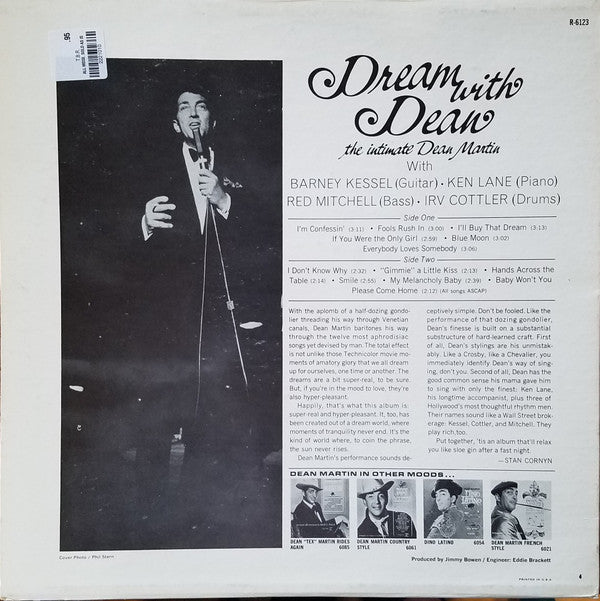 R-6123
.95
T.B.R.
ALL MDSE SOLD AS IS
Dream with
Dean
the intimate Dean Martin
With
BARNEY KESSEL (Guitar) • KEN LANE (Piano)
RED MITCHELL (Bass) • IRV COTTLER (Drums)
Side One
I'm Confessin' (3:11) • Fools Rush In (3:00) • I'll Buy That Dream (3:13)
If You Were the Only Girl (2:59) • Blue Moon (3:02)
Everybody Loves Somebody (3:06)
Side Two
I Don't Know Why (2:32) • "Gimmie" a Little Kiss (2:13) • Hands Across the
Table (2:14) • Smile (2:55) • My Melancholy Baby (2:39) • Baby Won't You
Please Come Home (2:12) (All songs ASCAP)
With the aplomb of a half-dozing gondo-
lier threading his way through Venetian
canals, Dean Martin baritones his way
through the twelve most aphrodisiac
songs yet devised by man. The total effect
is not unlike those Technicolor movie mo-
ments of amatory glory that we all dream
up for ourselves, one time or another. The
dreams are a bit super-real, to be sure.
But, if you're in the mood to love, they're
also hyper-pleasant.
Happily, that's what this album is:
super-real and hyper-pleasant. It, too, has
been created out of a dream world, where
moments of tranquility never end. It's the
kind of world where, to coin the phrase,
the sun never rises.
Dean Martin's performance sounds de-
ceptively simple. Don't be fooled. Like the
performance of that dozing gondolier,
Dean's finesse is built on a substantial
substructure of hard-learned craft. First
of all, Dean's stylings are his unmistak-
ably. Like a Crosby, like a Chevalier, you
immediately identify Dean's way of sing-
ing, don't you. Second of all, Dean has the
good common sense his mama gave him
to sing with only the finest: Ken Lane,
his longtime accompanist, plus three of
Hollywood's most thoughtful rhythm men.
Their names sound like a Wall Street brok-
erage: Kessel, Cottler, and Mitchell. They
play rich, too.
Put together, 'tis an album that'll relax
you like sloe gin after a fast night.
—STAN CORNYN
DEAN MARTIN IN OTHER MOODS...
DEAN "TEX" MARTIN RIDES
AGAIN 6085
DEAN MARTIN COUNTRY
STYLE 6061
DINO LATINO 6054
DEAN MARTIN FRENCH
STYLE 6021
Cover Photo / Phil Stern
Produced by Jimmy Bowen / Engineer: Eddie Brackett
PRINTED IN U.S.A.
4